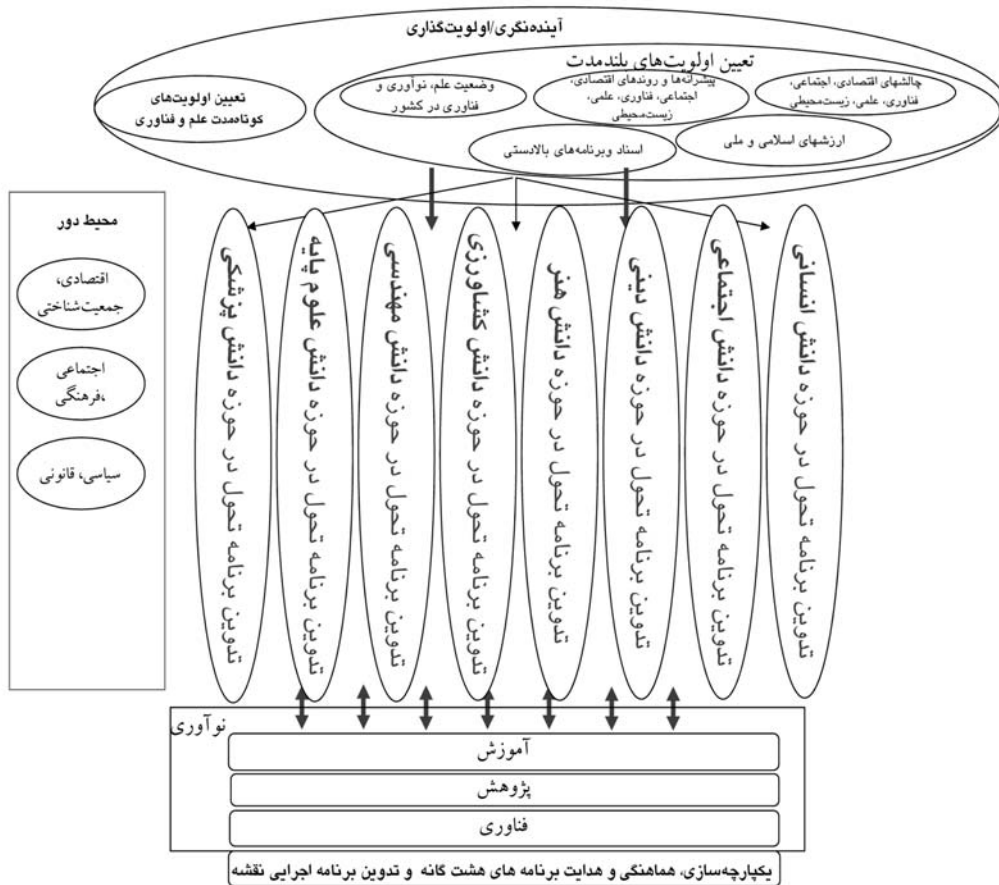 آینده‌نگری/اولویت‌گذاری
تعیین اولویت‌های بلندمدت
چالشهای اقتصادی، اجتماعی،
فناوری، علمی، زیست‌محیطی
پیشرانه‌ها و روندهای اقتصادی،
اجتماعی، فناوری، علمی،
زیست‌محیطی
وضعیت علم، نوآوری و
فناوری در کشور
ارزشهای اسلامی و ملی
اسناد وبرنامه‌های بالادستی
تعیین اولویت‌های
کوتاه‌مدت علم و فناوری
تدوین برنامه تحول در حوزه دانش انسانی
تدوین برنامه تحول در حوزه دانش اجتماعی
تدوین برنامه تحول در حوزه دانش دینی
تدوین برنامه تحول در حوزه دانش هنر
تدوین برنامه تحول در حوزه دانش کشاورزی
تدوین برنامه تحول در حوزه دانش مهندسی
تدوین برنامه تحول در حوزه دانش علوم پایه
تدوین برنامه تحول در حوزه دانش پزشکی
محیط دور
اقتصادی،
جمعیت‌شناختی
اجتماعی
،فرهنگی
سیاسی، قانونی
نوآوری
آموزش
پژوهش
فناوری
یکپارچه‌سازی، هماهنگی و هدایت برنامه های هشت گانه و تدوین برنامه اجرایی نقشه